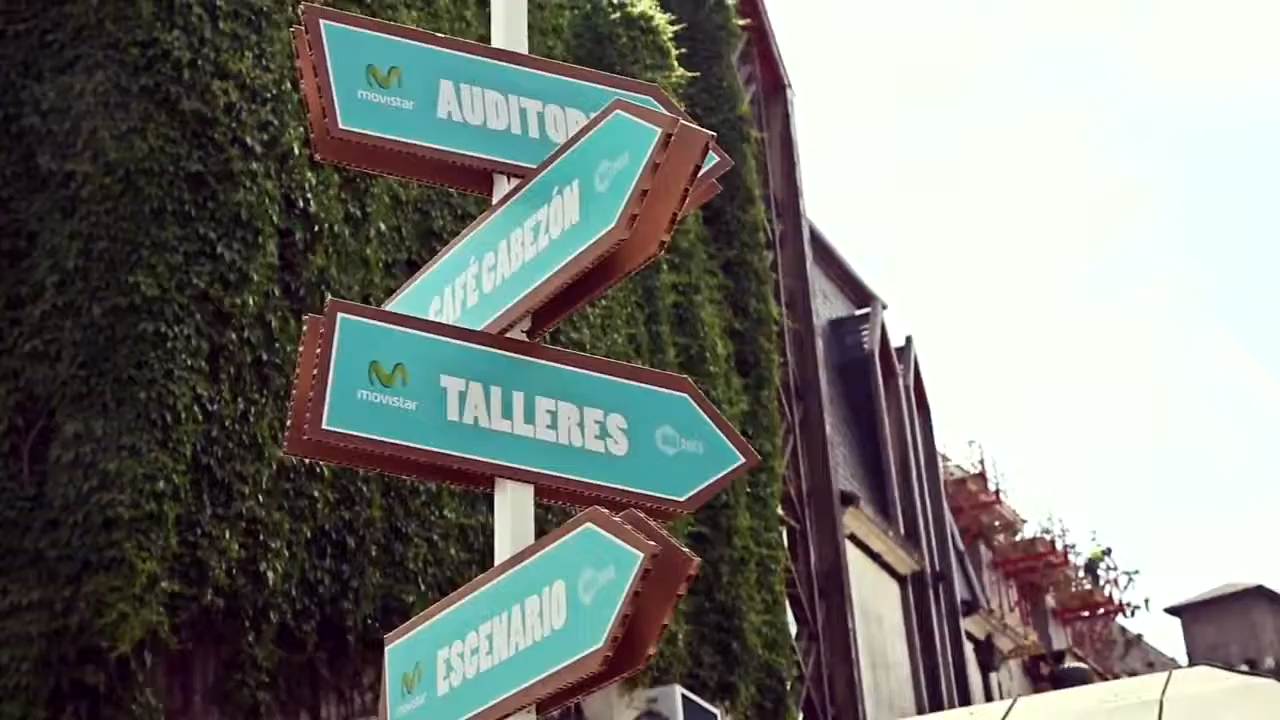 movistar
AUDITOR
CAFÉ CABEZÓN
movistar
TALLERES
movistar
ESCENARIO